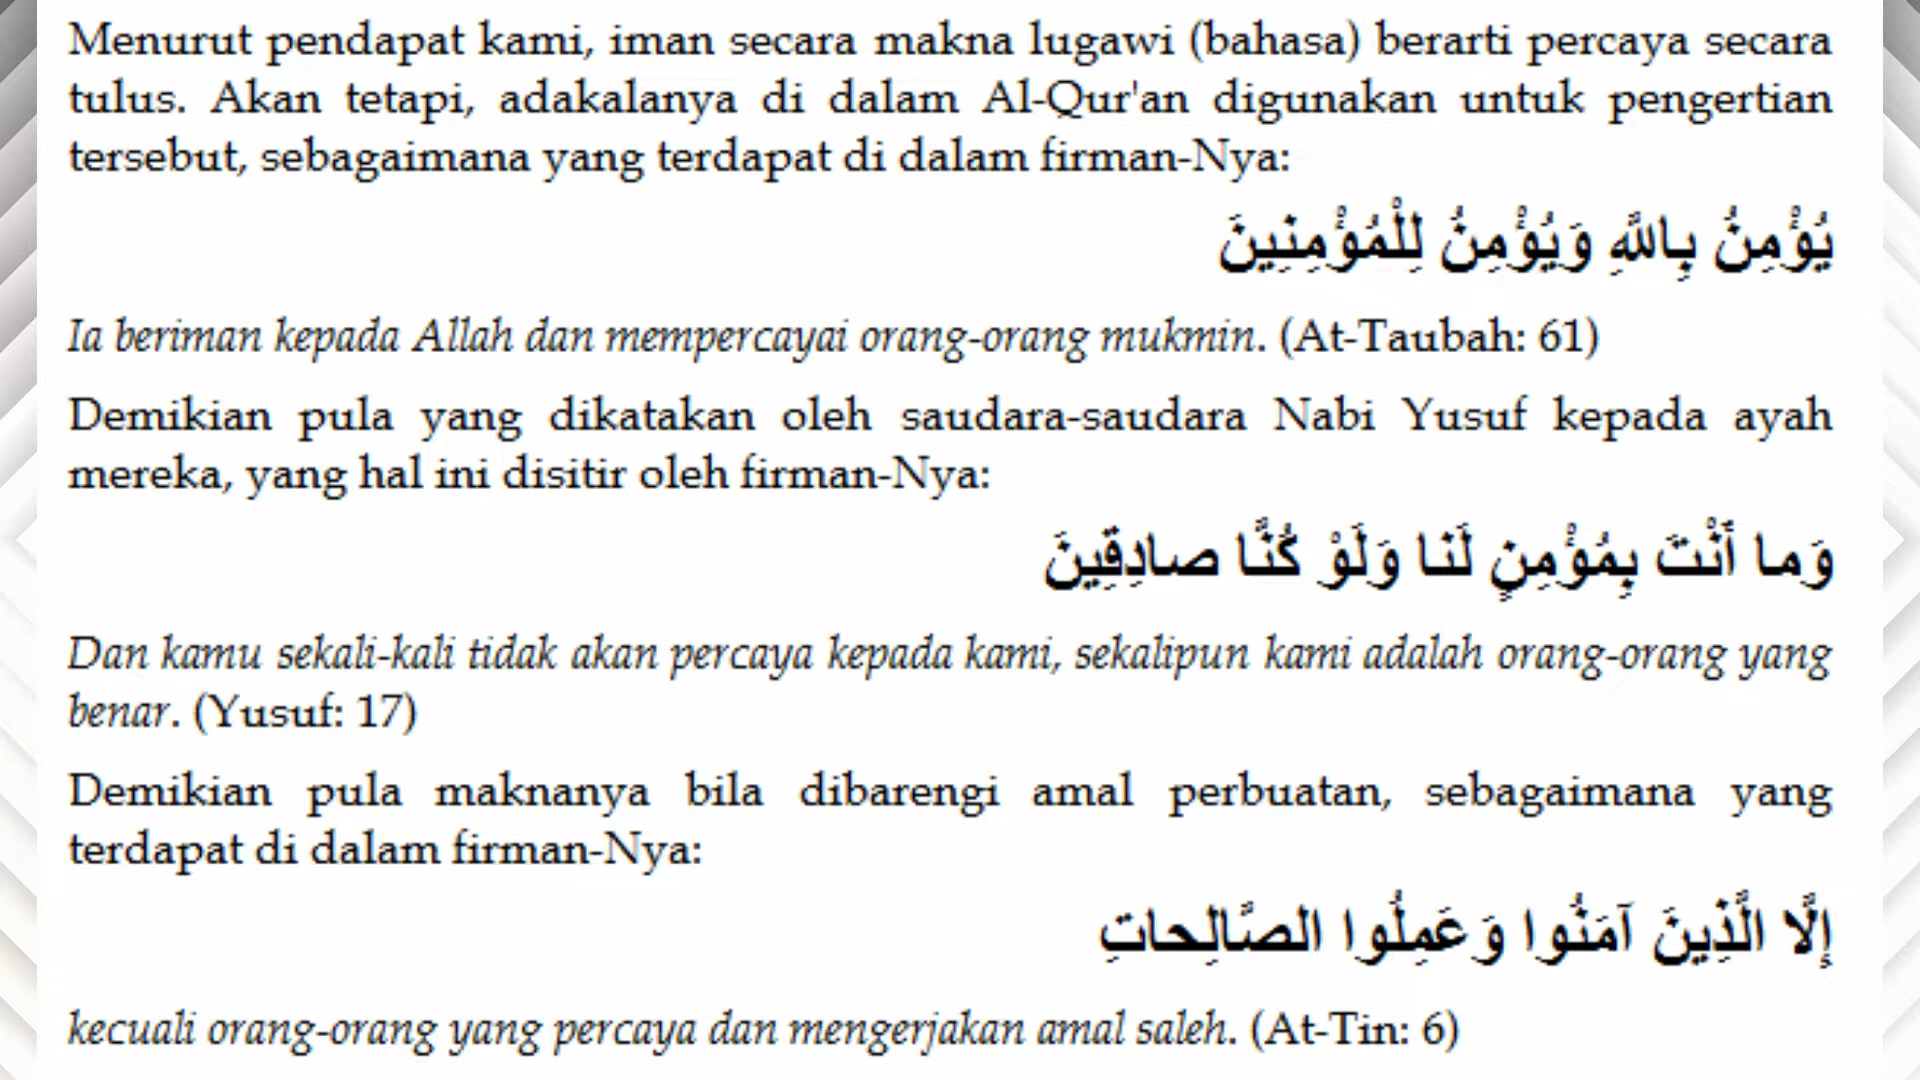 Menurut pendapat kami, iman secara makna lugawi (bahasa) berarti percaya secara
tulus. Akan tetapi, adakalanya di dalam Al-Qur'an digunakan untuk pengertian
tersebut, sebagaimana yang terdapat di dalam firman-Nya:
يُؤْمِنُ بِاللَّهِ وَيُؤْمِنُ لِلْمُؤْمِنِينَ
Ia beriman kepada Allah dan mempercayai orang-orang mukmin. (At-Taubah: 61)
Demikian pula yang dikatakan oleh saudara-saudara Nabi Yusuf kepada ayah
mereka, yang hal ini disitir oleh firman-Nya:
وَما أَنْتَ بِمُؤْمِنٍ لَنا وَلَوْ كُنَّا صادِقِينَ
Dan kamu sekali-kali tidak akan percaya kepada kami, sekalipun kami adalah orang-orang yang
benar. (Yusuf: 17)
Demikian pula maknanya bila dibarengi amal perbuatan, sebagaimana yang
terdapat di dalam firman-Nya:
إِلَّا الَّذِينَ آمَنُوا وَعَمِلُوا الصَّالِحاتِ
kecuali orang-orang yang percaya dan mengerjakan amal saleh. (At-Tin: 6)